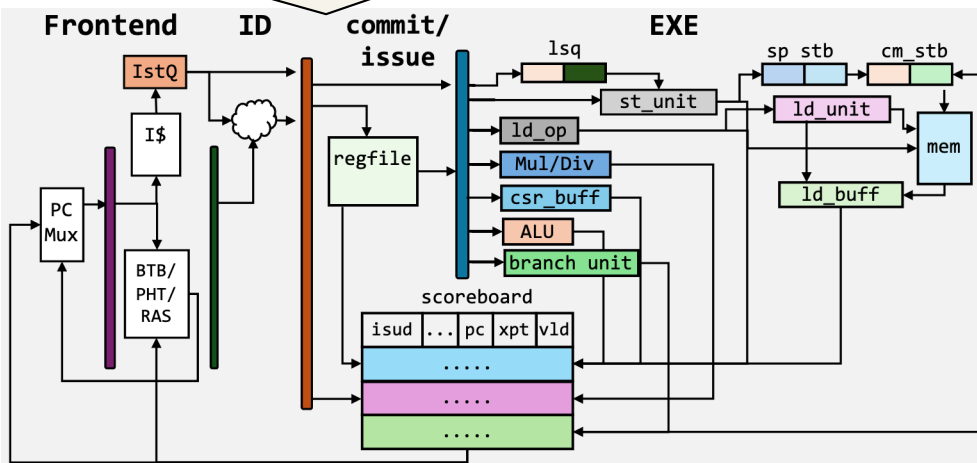 Frontend
ID
commit/
issue
EXE
IstQ
I$
PC
Mux
BTB/
PHT/
RAS
regfile
lsq
st_unit
ld_op
Mul/Div
csr_buff
ALU
branch unit
sp stb
cm_stb
ld_unit
mem
ld_buff
scoreboard
isud ... pc xpt vld
.....
.....
.....